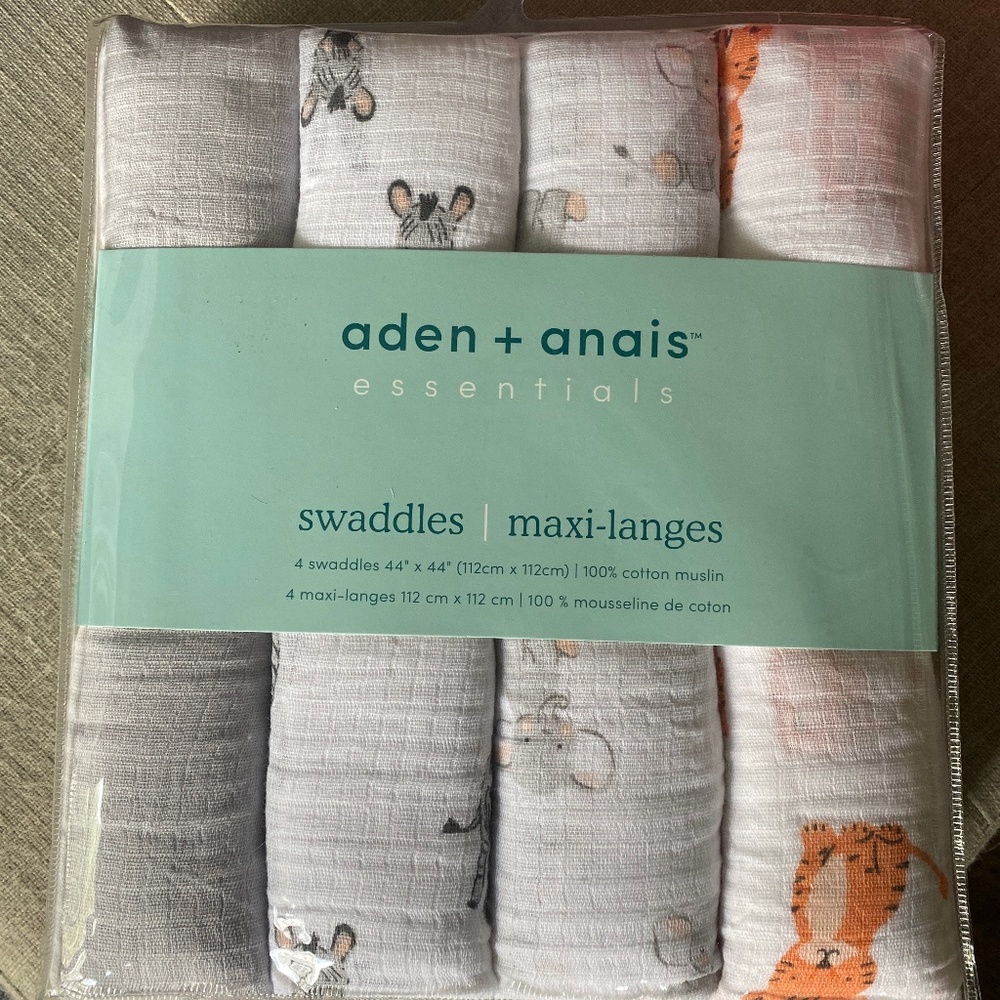 aden + anais™
essentials
swaddles | maxi-langes
4 swaddles 44" x 44" (112cm x 112cm) | 100% cotton muslin
4 maxi-langes 112 cm x 112 cm | 100 % mousseline de coton